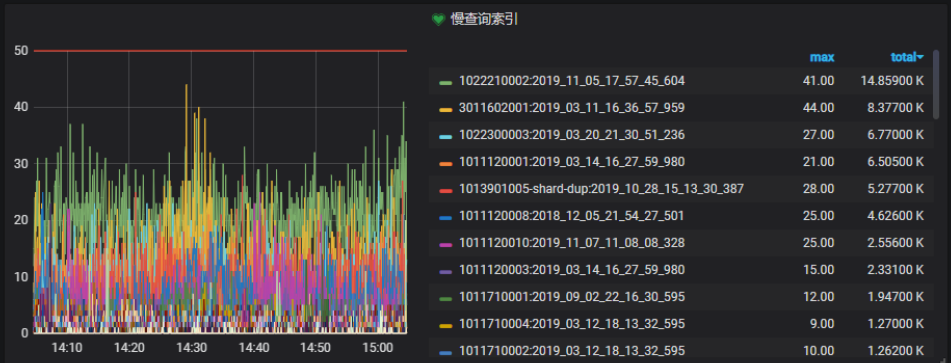 慢查询索引
50
40
30
20
10
0
14:10 14:20 14:30 14:40 14:50 15:00
max total
1022210002:2019_11_05_17_57_45_604 41.00 14.85900 K
3011602001:2019_03_11_16_36_57_959 44.00 8.37700 K
1022300003:2019_03_20_21_30_51_236 27.00 6.77000 K
1011120001:2019_03_14_16_27_59_980 21.00 6.50500 K
1013901005-shard-dup:2019_10_28_15_13_30_387 28.00 5.27700 K
1011120008:2018_12_05_21_54_27_501 25.00 4.62600 K
1011120010:2019_11_07_11_08_08_328 25.00 2.55600 K
1011120003:2019_03_14_16_27_59_980 15.00 2.33100 K
1011710001:2019_09_02_22_16_30_595 12.00 1.94700 K
1011710004:2019_03_12_18_13_32_595 9.00 1.27000 K
1011710002:2019_03_12_18_13_32_595 10.00 1.26200 K